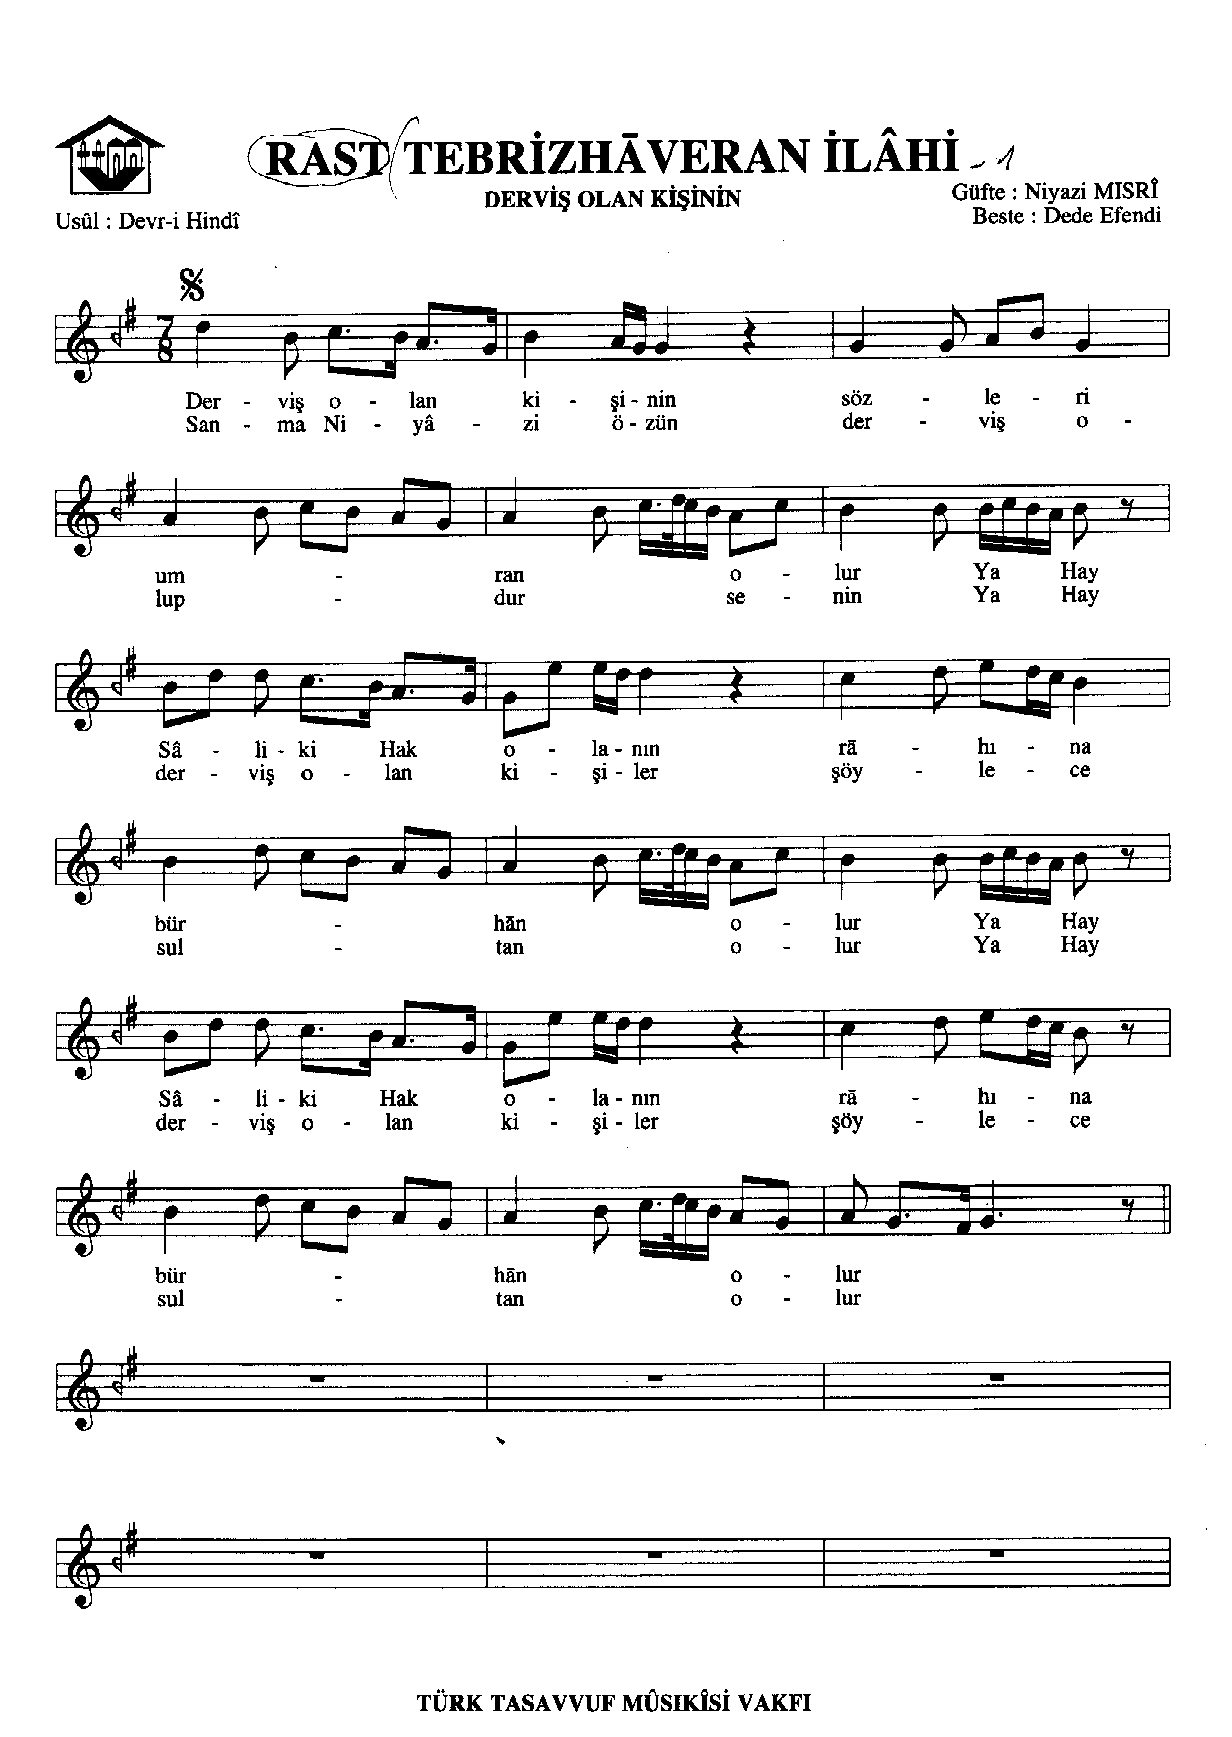 RAST TEBRİZHĀVERAN İLÂHİ - 1
DERVİŞ OLAN KİŞİNİN
Güfte : Niyazi MISRÎ
Usûl : Devr-i Hindî
Beste : Dede Efendi
7
8
Der - viş o - lan ki - şi - nin söz - le - ri
San - ma Ni - yâ - zi ö - zün der - viş o -
um - ran o - lur Ya Hay
lup - dur se - nin Ya Hay
Sâ - li - ki Hak o - la - nın rā - hı - na
der - viş o - lan ki - şi - ler şöy - le - ce
bür - hān o - lur Ya Hay
sul - tan o - lur Ya Hay
Sâ - li - ki Hak o - la - nın rā - hı - na
der - viş o - lan ki - şi - ler şöy - le - ce
bür - hān o - lur
sul - tan o - lur
TÜRK TASAVVUF MÛSIKÎSİ VAKFI